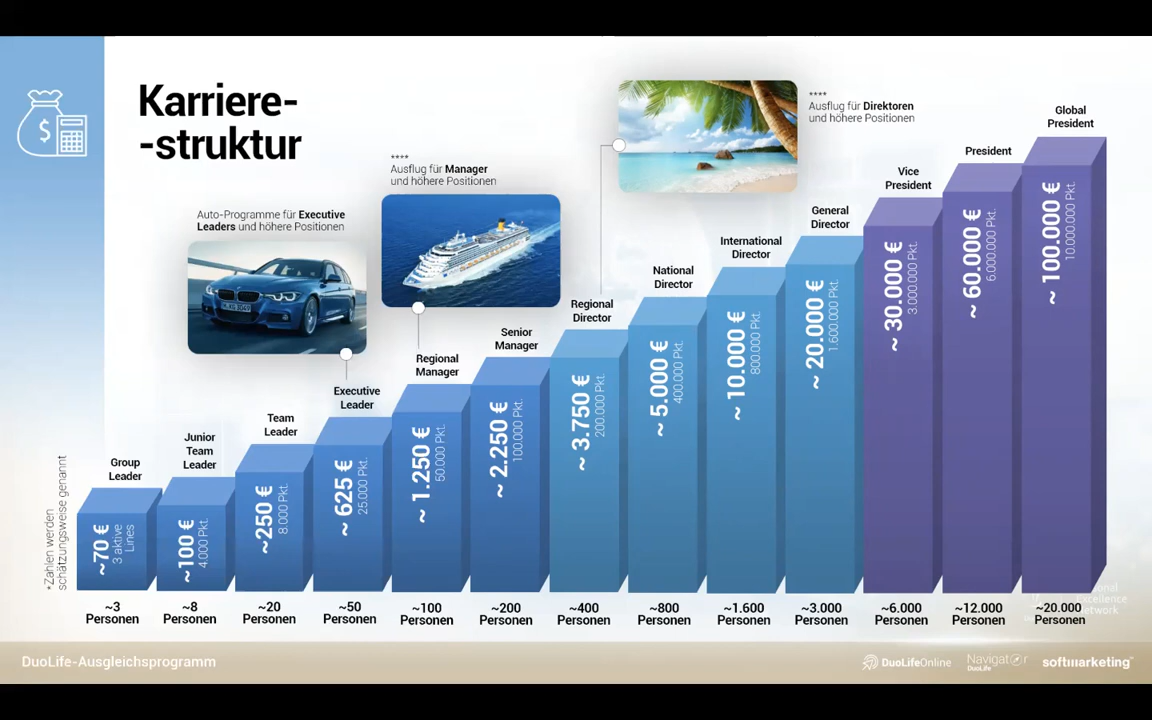 Karriere-
-struktur
Auto-Programme für Executive
Leaders und höhere Positionen
****
Ausflug für Manager
und höhere Positionen
****
Ausflug für Direktoren
und höhere Positionen
*Zahlen werden
schätzungsweise genannt
Group
Leader
~70 €
3 aktive
Lines
~3
Personen
Junior
Team
Leader
~100 €
4.000 Pkt.
~8
Personen
Team
Leader
~250 €
8.000 Pkt.
~20
Personen
Executive
Leader
~ 625 €
25.000 Pkt.
~50
Personen
Regional
Manager
~ 1.250 €
50.000 Pkt.
~100
Personen
Senior
Manager
~ 2.250 €
100.000 Pkt.
~200
Personen
Regional
Director
~ 3.750 €
200.000 Pkt.
~400
Personen
National
Director
~ 5.000 €
400.000 Pkt.
~800
Personen
International
Director
~ 10.000 €
800.000 Pkt.
~1.600
Personen
General
Director
~ 20.000 €
1.600.000 Pkt.
~3.000
Personen
Vice
President
~ 30.000 €
3.000.000 Pkt.
~6.000
Personen
President
~ 60.000 €
6.000.000 Pkt.
~12.000
Personen
Global
President
~ 100.000 €
10.000.000 Pkt.
~20.000
Personen
DuoLife-Ausgleichsprogramm
DuoLifeOnline
Navigator
DuoLife
softmarketing